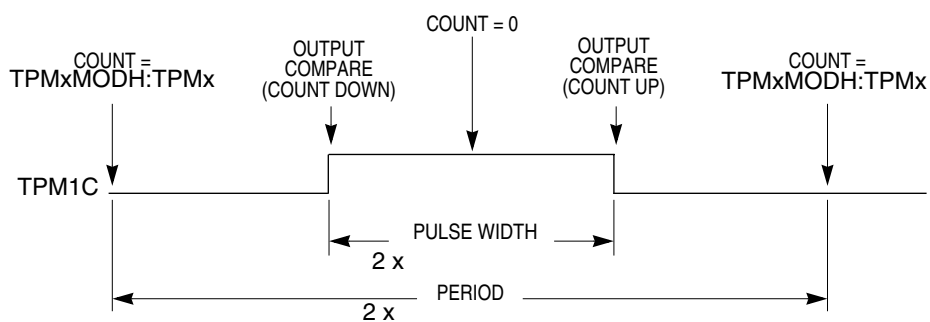 COUNT = 0
COUNT =
TPMxMODH:TPMx
OUTPUT
COMPARE
(COUNT DOWN)
OUTPUT
COMPARE
(COUNT UP)
COUNT =
TPMxMODH:TPMx
TPM1C
PULSE WIDTH
2 x
PERIOD
2 x